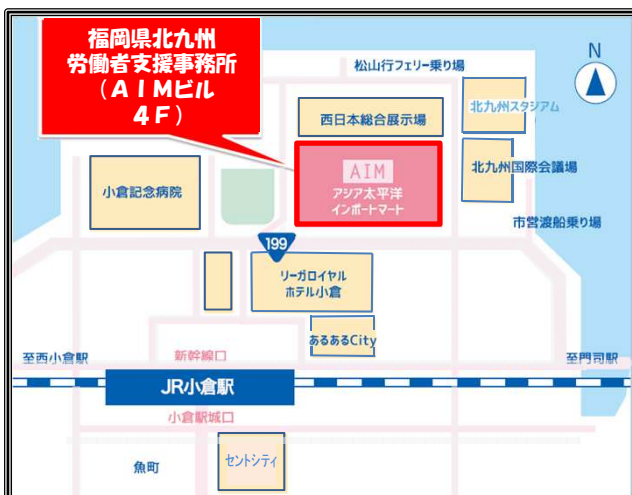 福岡県北九州
労働者支援事務所
(AIMビル
4F)
松山行フェリー乗り場
N
北九州スタジアム
西日本総合展示場
AIM
アジア太平洋
インポートマート
北九州国際会議場
小倉記念病院
市営渡船乗り場
199
リーガロイヤル
ホテル小倉
あるあるCity
至西小倉駅
新幹線口
至門司駅
JR小倉駅
小倉駅城口
魚町
セントシティ